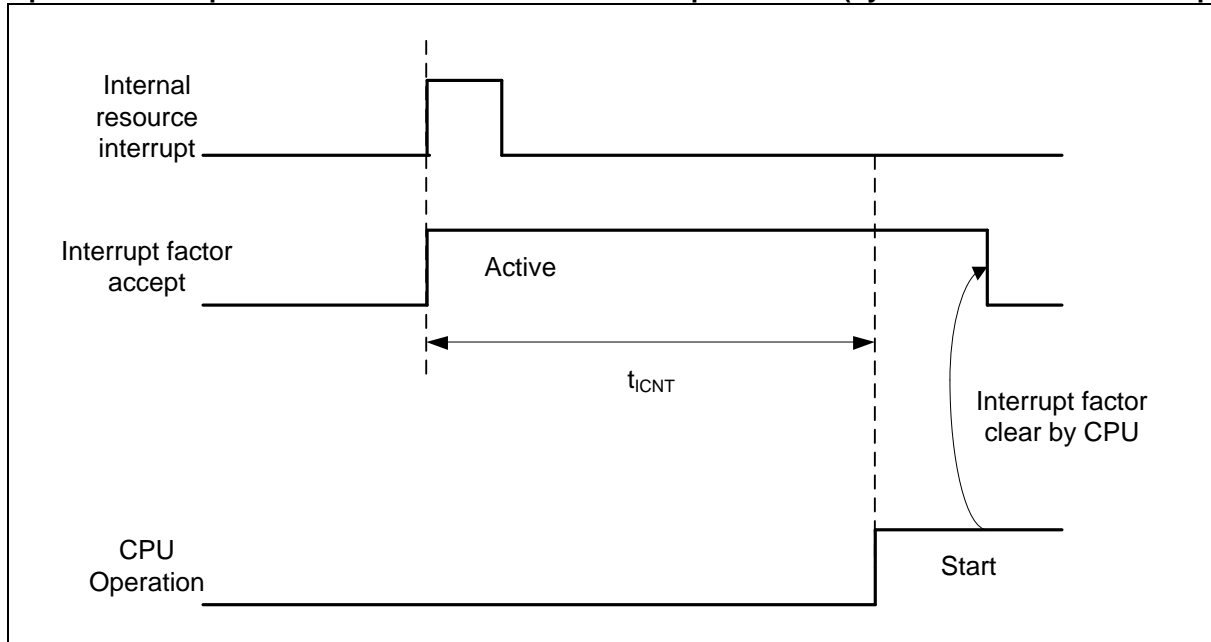 Internal
resource
interrupt
Interrupt factor
accept
Active
tICNT
Interrupt factor
clear by CPU
CPU
Operation
Start